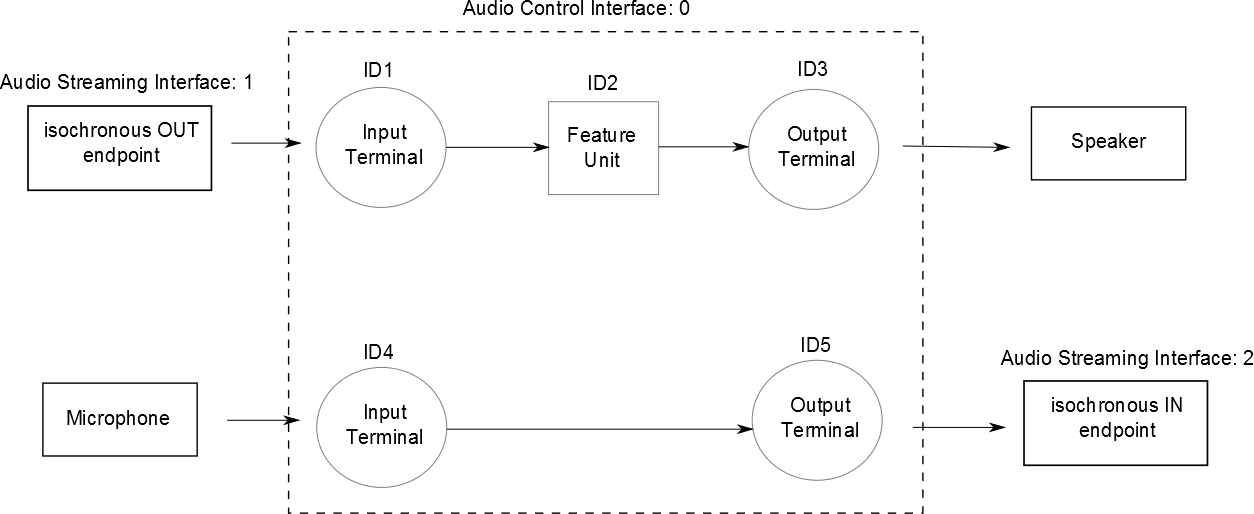 Audio Control Interface: 0
Audio Streaming Interface: 1
isochronous OUT
endpoint
ID1
Input
Terminal
ID2
Feature
Unit
ID3
Output
Terminal
Speaker
Microphone
ID4
Input
Terminal
ID5
Output
Terminal
Audio Streaming Interface: 2
isochronous IN
endpoint